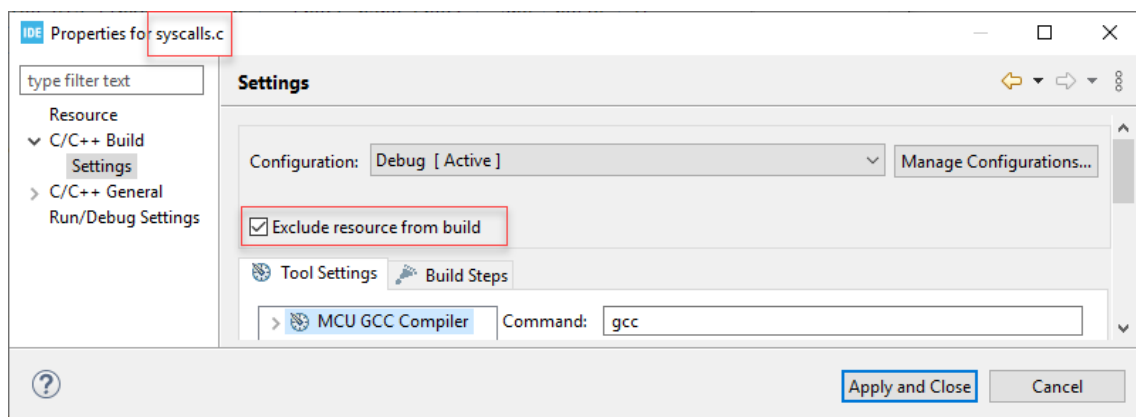 IDE Properties for syscalls.c
type filter text
Resource
C/C++ Build
Settings
C/C++ General
Run/Debug Settings
Settings
Configuration: Debug [ Active ] Manage Configurations...
Exclude resource from build
Tool Settings Build Steps
MCU GCC Compiler Command: gcc
? Apply and Close Cancel